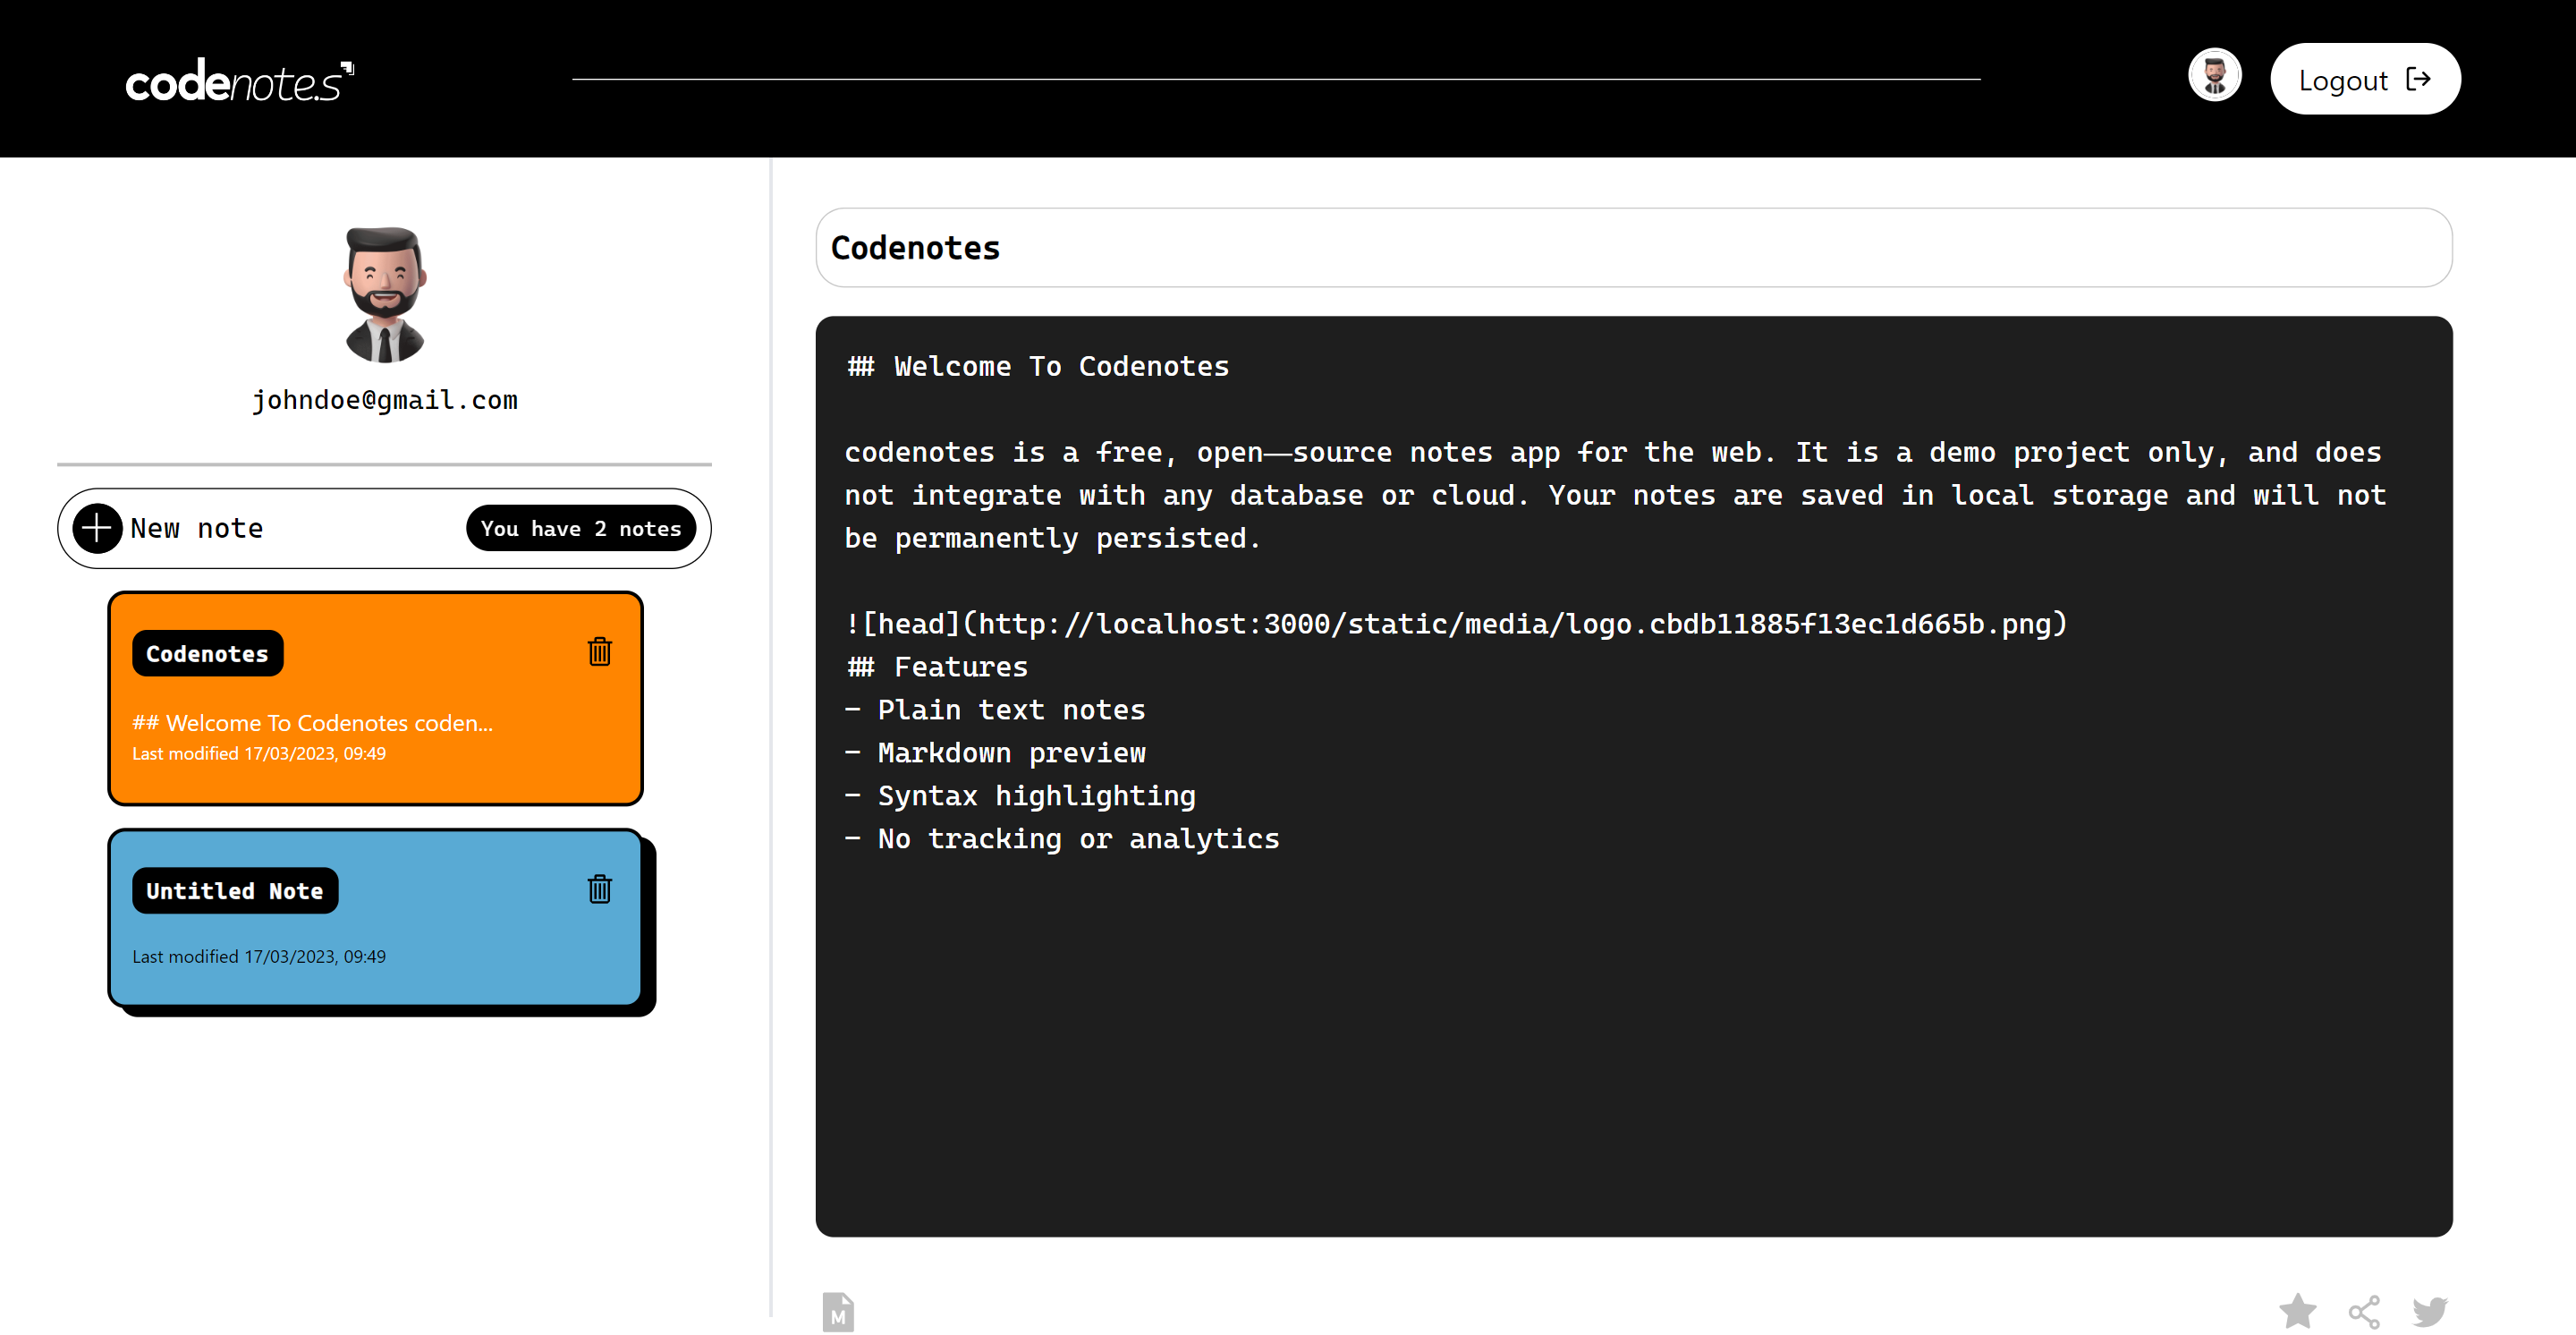 codenotes
Logout
johndoe@gmail.com
New note
You have 2 notes
Codenotes
## Welcome To Codenotes coden...
Last modified 17/03/2023, 09:49
Untitled Note
Last modified 17/03/2023, 09:49
Codenotes
## Welcome To Codenotes
codenotes is a free, open-source notes app for the web. It is a demo project only, and does
not integrate with any database or cloud. Your notes are saved in local storage and will not
be permanently persisted.
![head](http://localhost:3000/static/media/logo.cbdb11885f13ec1d665b.png)
## Features
- Plain text notes
- Markdown preview
- Syntax highlighting
- No tracking or analytics
M